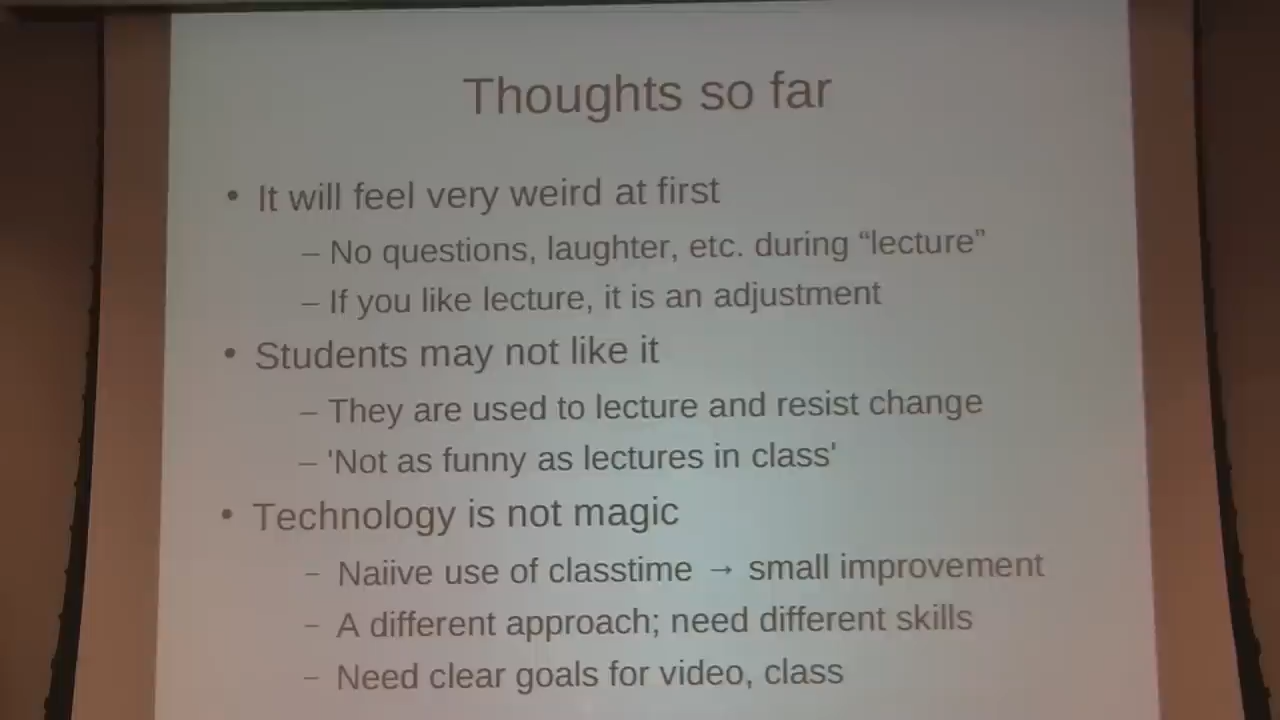 Thoughts so far
• It will feel very weird at first
– No questions, laughter, etc. during “lecture”
– If you like lecture, it is an adjustment
• Students may not like it
– They are used to lecture and resist change
– 'Not as funny as lectures in class'
• Technology is not magic
– Naiive use of classtime → small improvement
– A different approach; need different skills
– Need clear goals for video, class